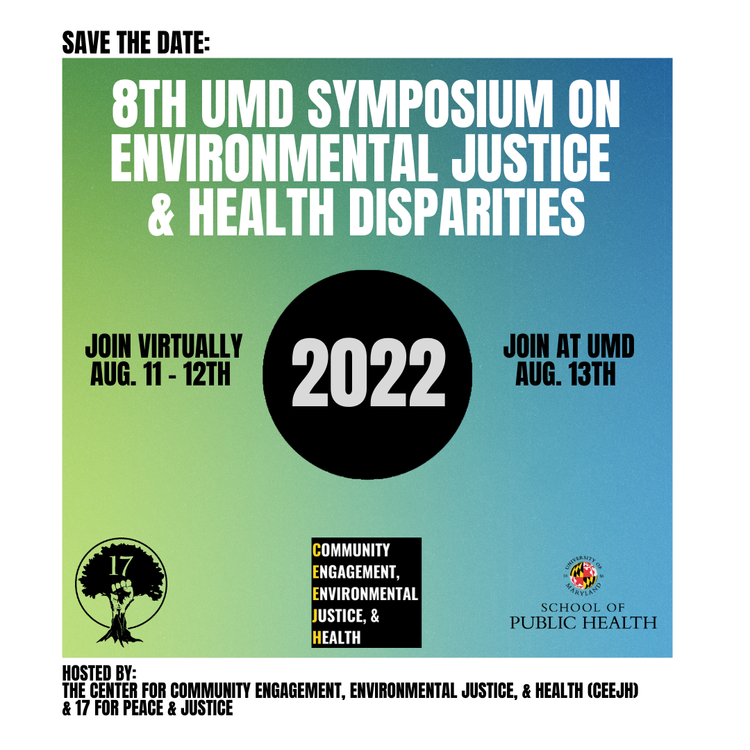 SAVE THE DATE:
8TH UMD SYMPOSIUM ON
ENVIRONMENTAL JUSTICE
& HEALTH DISPARITIES
JOIN VIRTUALLY
AUG. 11 - 12TH
2022
JOIN AT UMD
AUG. 13TH
17
COMMUNITY
ENGAGEMENT,
ENVIRONMENTAL
JUSTICE, &
HEALTH
UNIVERSITY OF
MARYLAND
SCHOOL OF
PUBLIC HEALTH
HOSTED BY:
THE CENTER FOR COMMUNITY ENGAGEMENT, ENVIRONMENTAL JUSTICE, & HEALTH (CEEJH)
& 17 FOR PEACE & JUSTICE